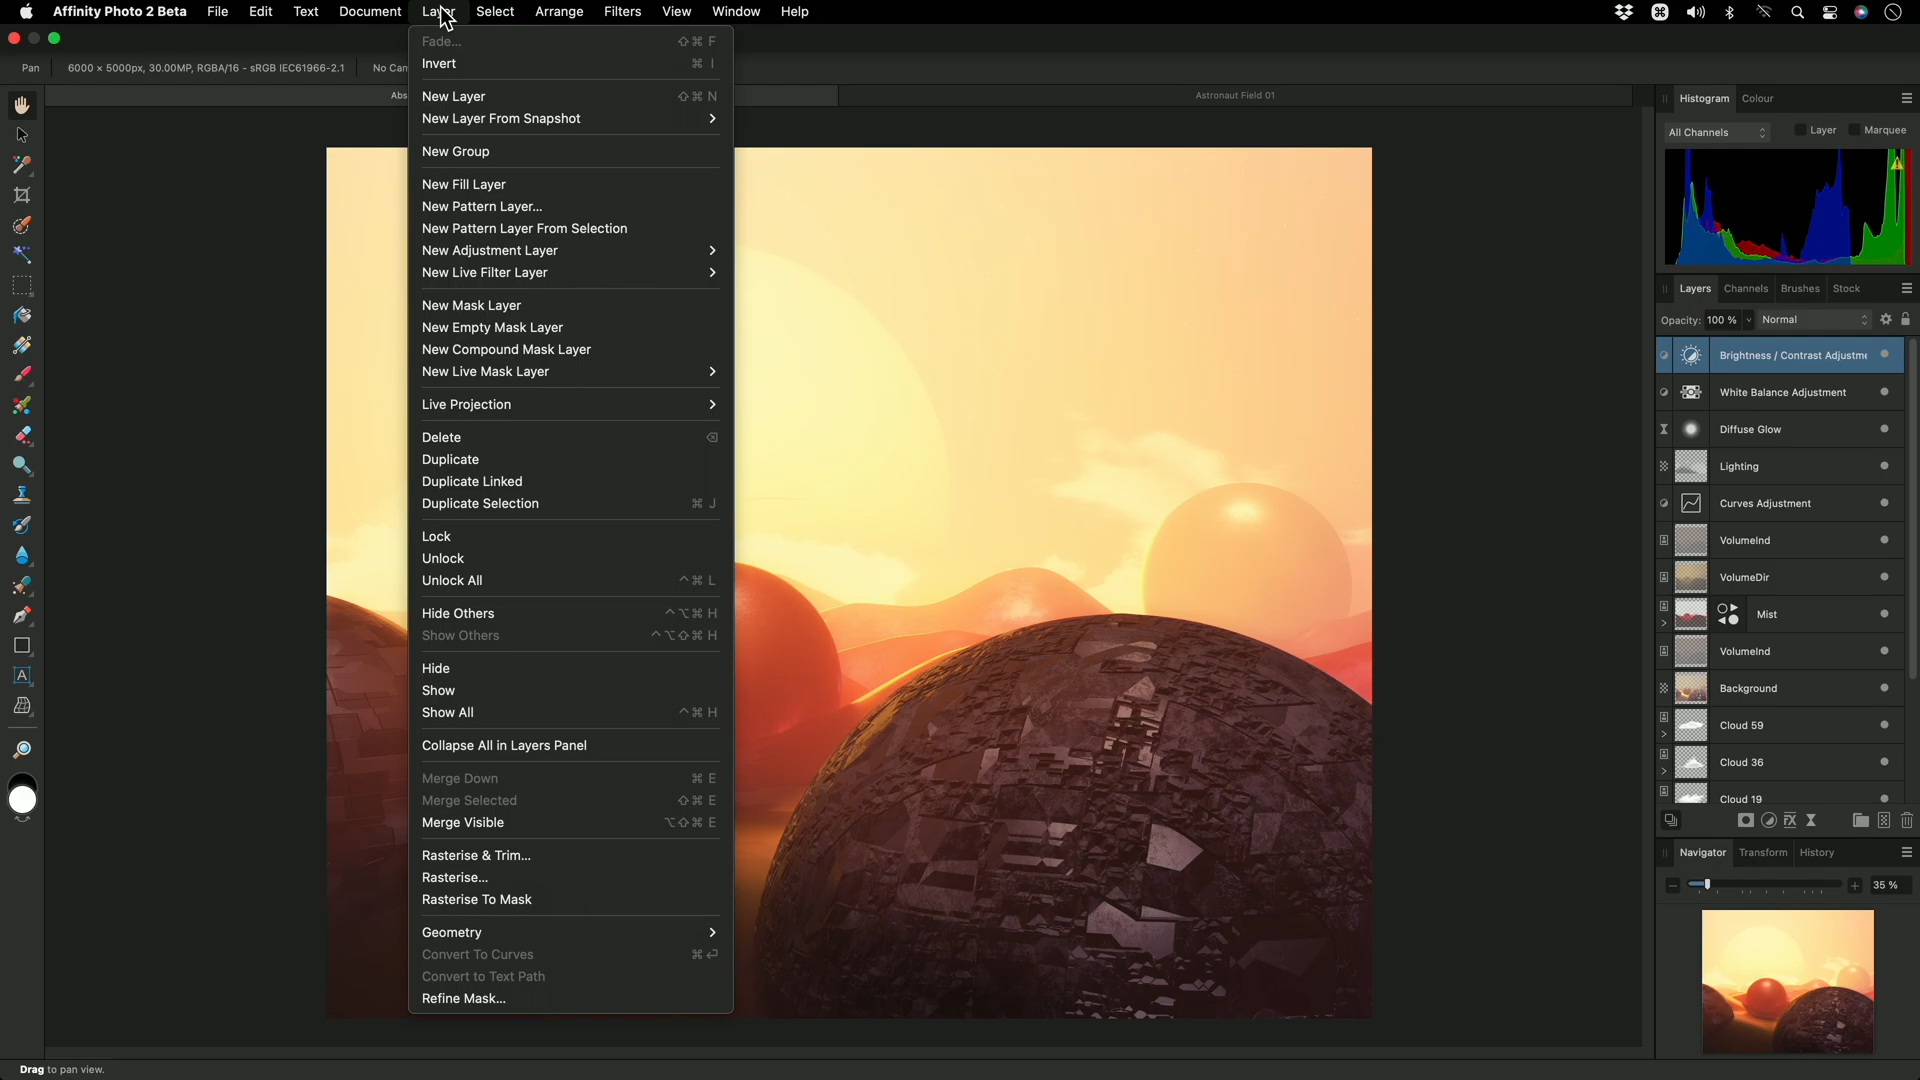 Affinity Photo 2 Beta File Edit Text Document Layer Select Arrange Filters View Window Help
Pan 6000 × 5000px, 30.00MP, RGBA/16 - sRGB IEC61966-2.1 No Cam
Abs
Astronaut Field 01
Fade... ⇧⌘ F
Invert ⌘ I
New Layer ⇧⌘ N
New Layer From Snapshot
New Group
New Fill Layer
New Pattern Layer...
New Pattern Layer From Selection
New Adjustment Layer
New Live Filter Layer
New Mask Layer
New Empty Mask Layer
New Compound Mask Layer
New Live Mask Layer
Live Projection
Delete ⌫
Duplicate
Duplicate Linked
Duplicate Selection ⌘ J
Lock
Unlock
Unlock All ^⌘ L
Hide Others ^⌥⌘ H
Show Others ^⌥⇧⌘ H
Hide
Show
Show All ^⌘ H
Collapse All in Layers Panel
Merge Down ⌘ E
Merge Selected ⇧⌘ E
Merge Visible ⌥⇧⌘ E
Rasterise & Trim...
Rasterise...
Rasterise To Mask
Geometry
Convert To Curves ⌘↩
Convert to Text Path
Refine Mask...
Histogram Colour
All Channels Layer Marquee
Layers Channels Brushes Stock
Opacity: 100 % Normal
Brightness / Contrast Adjustme
White Balance Adjustment
Diffuse Glow
Lighting
Curves Adjustment
VolumeInd
VolumeDir
Mist
VolumeInd
Background
Cloud 59
Cloud 36
Cloud 19
Navigator Transform History
35 %
Drag to pan view.